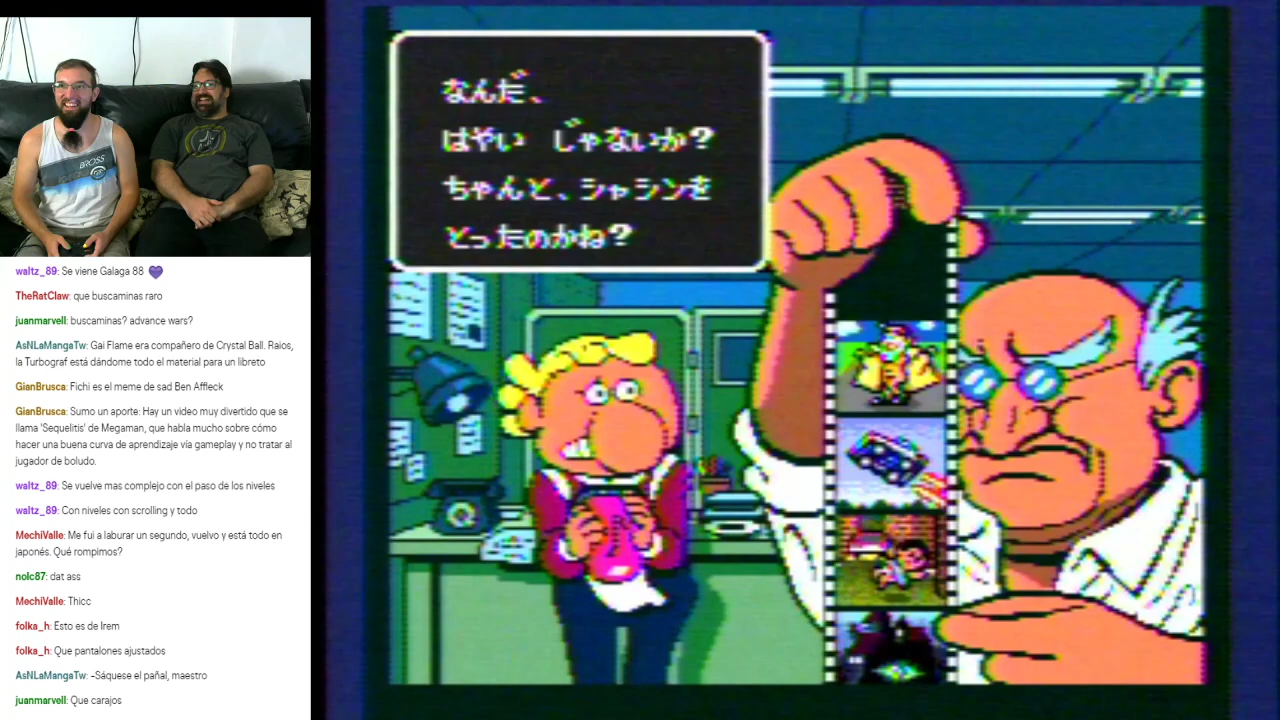 なんだ、
はやい じゃないか?
ちゃんと、シャシンを
とったのかね?
BROSS
waltz_89: Se viene Galaga 88 💜
TheRatClaw: que buscaminas raro
juanmarvell: buscaminas? advance wars?
AsNLaMangaTw: Gai Flame era compañero de Crystal Ball. Raios,
la Turbograf está dándome todo el material para un libreto
GianBrusca: Fichi es el meme de sad Ben Affleck
GianBrusca: Sumo un aporte: Hay un video muy divertido que se
llama 'Sequelitis' de Megaman, que habla mucho sobre cómo
hacer una buena curva de aprendizaje vía gameplay y no tratar al
jugador de boludo.
waltz_89: Se vuelve mas complejo con el paso de los niveles
waltz_89: Con niveles con scrolling y todo
MechiValle: Me fui a laburar un segundo, vuelvo y está todo en
japonés. Qué rompimos?
nolc87: dat ass
MechiValle: Thicc
folka_h: Esto es de Irem
folka_h: Que pantalones ajustados
AsNLaMangaTw: -Sáquese el pañal, maestro
juanmarvell: Que carajos